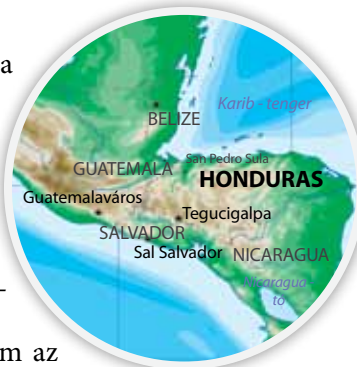 a
Karib - tenger
BELIZE
GUATEMALA
San Pedro Sula
HONDURAS
Guatemalaváros
Tegucigalpa
SALVADOR
Sal Salvador
NICARAGUA
Nicaragua
tó
-
m az